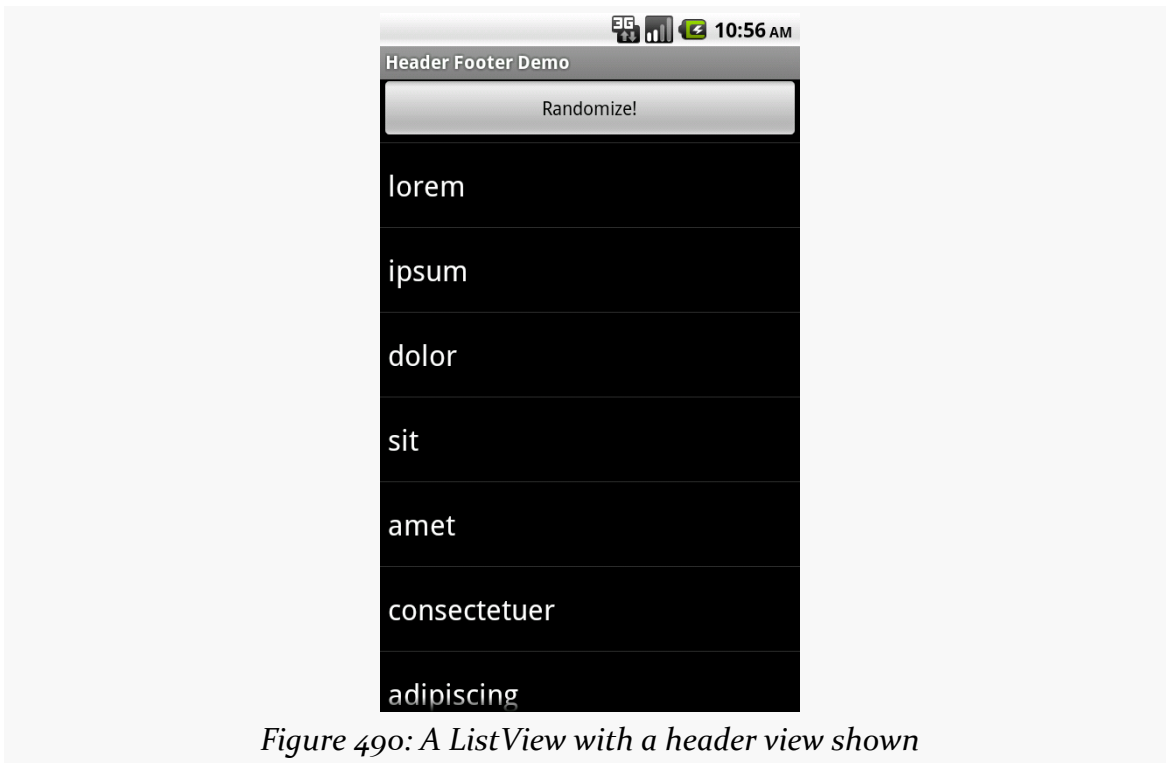 3G 10:56 AM
Header Footer Demo
Randomize!
lorem
ipsum
dolor
sit
amet
consectetuer
adipiscing
Figure 490: A ListView with a header view shown